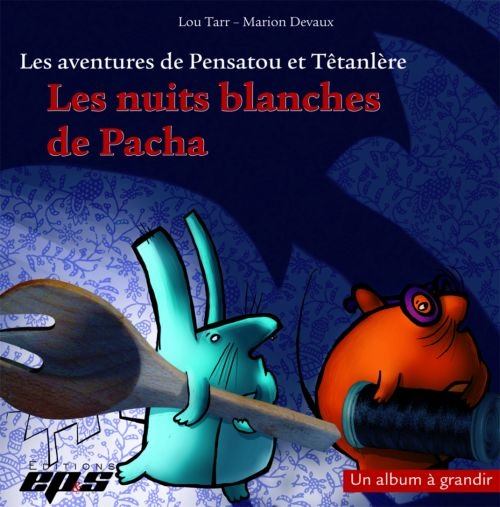 Lou Tarr – Marion Devaux
Les aventures de Pensatou et Têtanlère
Les nuits blanches
de Pacha
ÉDITIONS
ep&s
Un album à grandir